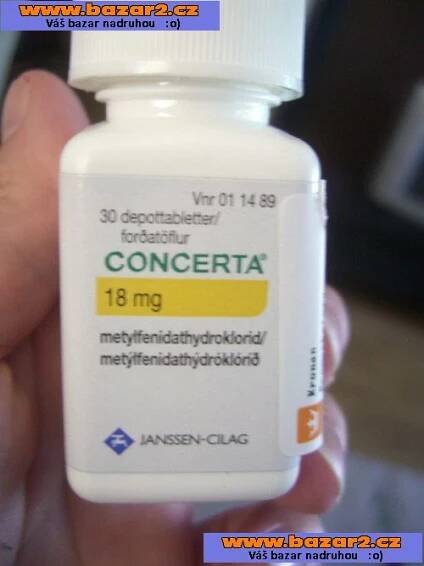 www.bazar2.cz
Váš bazar nadruhou :o)
Vnr 01 14 89
30 depottabletter/
forðatöflur
CONCERTA®
18 mg
metylfenidathydroklorid/
metýlfenidathýdróklóríð
JANSSEN-CILAG
Kronan
www.bazar2.cz
Váš bazar nadruhou :o)